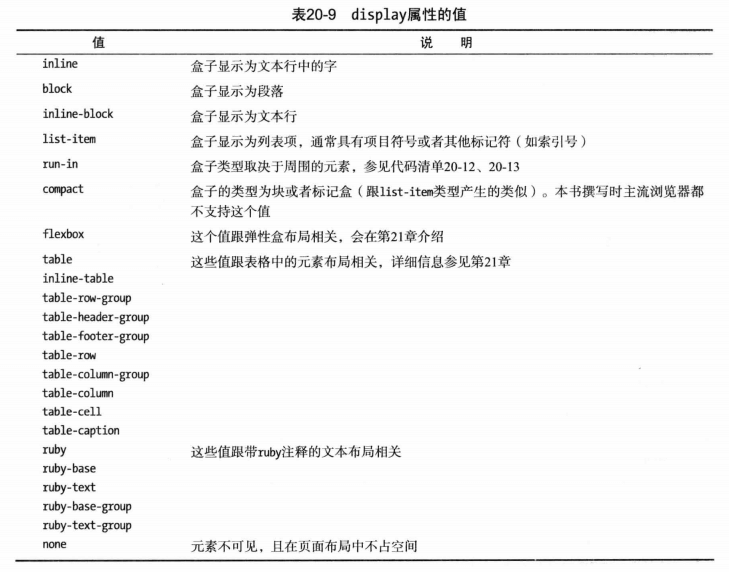 表20-9 display属性的值
值 说 明
inline 盒子显示为文本行中的字
block 盒子显示为段落
inline-block 盒子显示为文本行
list-item 盒子显示为列表项，通常具有项目符号或者其他标记符（如索引号）
run-in 盒子类型取决于周围的元素，参见代码清单20-12、20-13
compact 盒子的类型为块或者标记盒（跟list-item类型产生的类似）。本书撰写时主流浏览器都
不支持这个值
flexbox 这个值跟弹性盒布局相关，会在第21章介绍
table 这些值跟表格中的元素布局相关，详细信息参见第21章
inline-table
table-row-group
table-header-group
table-footer-group
table-row
table-column-group
table-column
table-cell
table-caption
ruby 这些值跟带ruby注释的文本布局相关
ruby-base
ruby-text
ruby-base-group
ruby-text-group
none 元素不可见，且在页面布局中不占空间